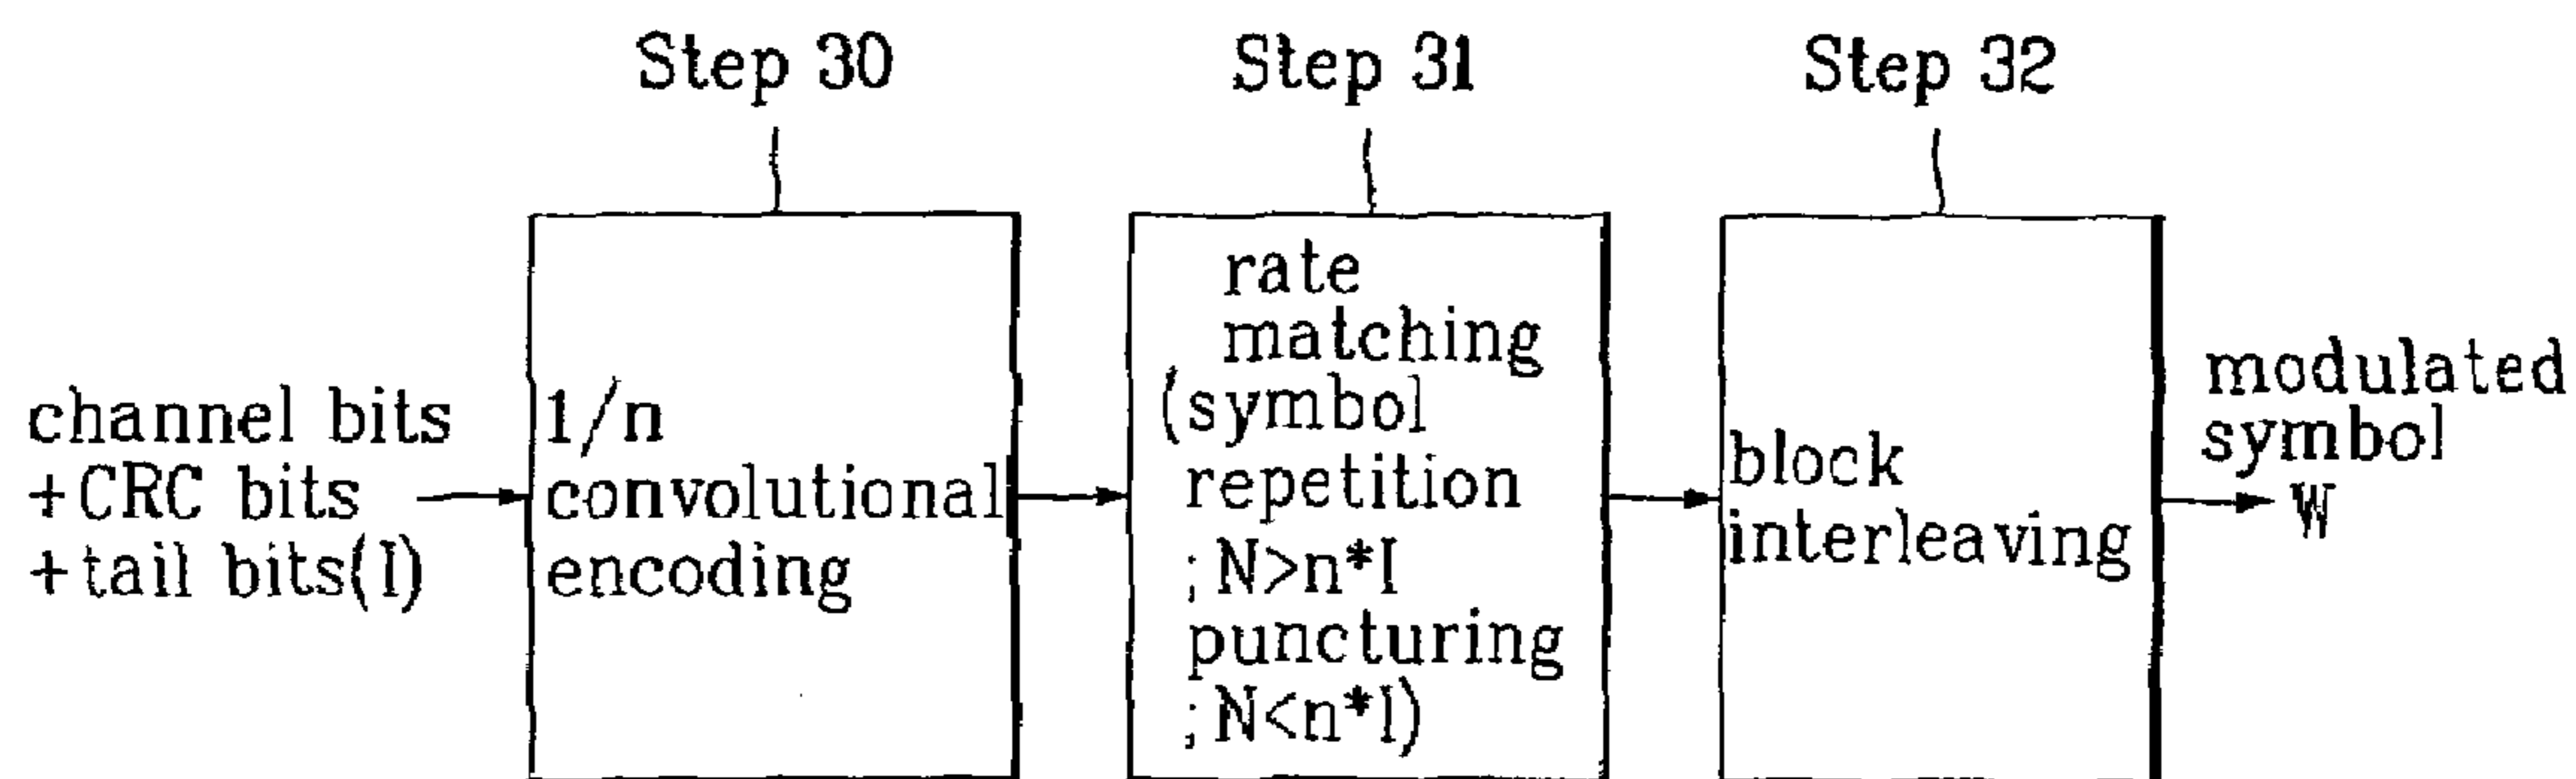 Step 30
Step 31
Step 32
channel bits
+CRC bits
+tail bits(I)
1/n
convolutional
encoding
rate
matching
(symbol
repetition
;N>n*I
puncturing
;N<n*I)
block
interleaving
modulated
symbol
W